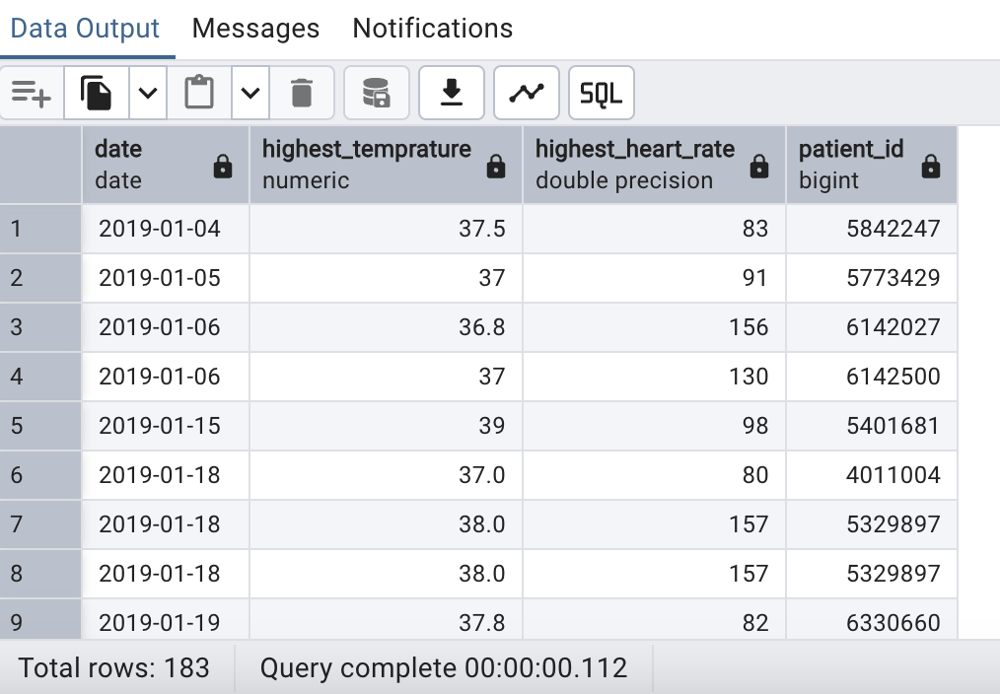 Data Output Messages Notifications
SQL
date highest_temprature highest_heart_rate patient_id
date numeric double precision bigint
1 2019-01-04 37.5 83 5842247
2 2019-01-05 37 91 5773429
3 2019-01-06 36.8 156 6142027
4 2019-01-06 37 130 6142500
5 2019-01-15 39 98 5401681
6 2019-01-18 37.0 80 4011004
7 2019-01-18 38.0 157 5329897
8 2019-01-18 38.0 157 5329897
9 2019-01-19 37.8 82 6330660
Total rows: 183 Query complete 00:00:00.112